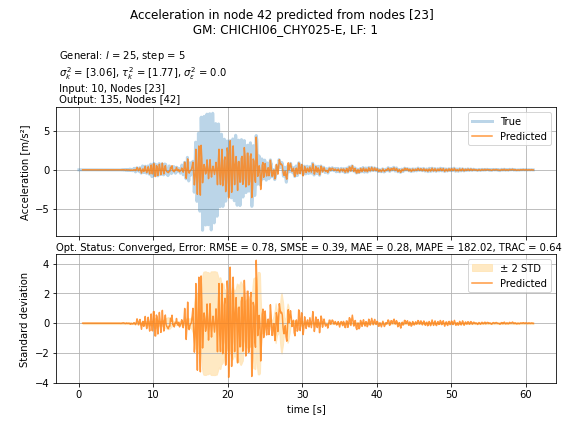 Acceleration in node 42 predicted from nodes [23]
GM: CHICHI06_CHY025-E, LF: 1
General: l = 25, step = 5
σ²ₖ = [3.06], τ²ₖ = [1.77], σ²ε = 0.0
Input: 10, Nodes [23]
Output: 135, Nodes [42]
True
Predicted
5
0
−5
Acceleration [m/s²]
Opt. Status: Converged, Error: RMSE = 0.78, SMSE = 0.39, MAE = 0.28, MAPE = 182.02, TRAC = 0.64
± 2 STD
Predicted
4
2
0
−2
−4
Standard deviation
0 10 20 30 40 50 60
time [s]